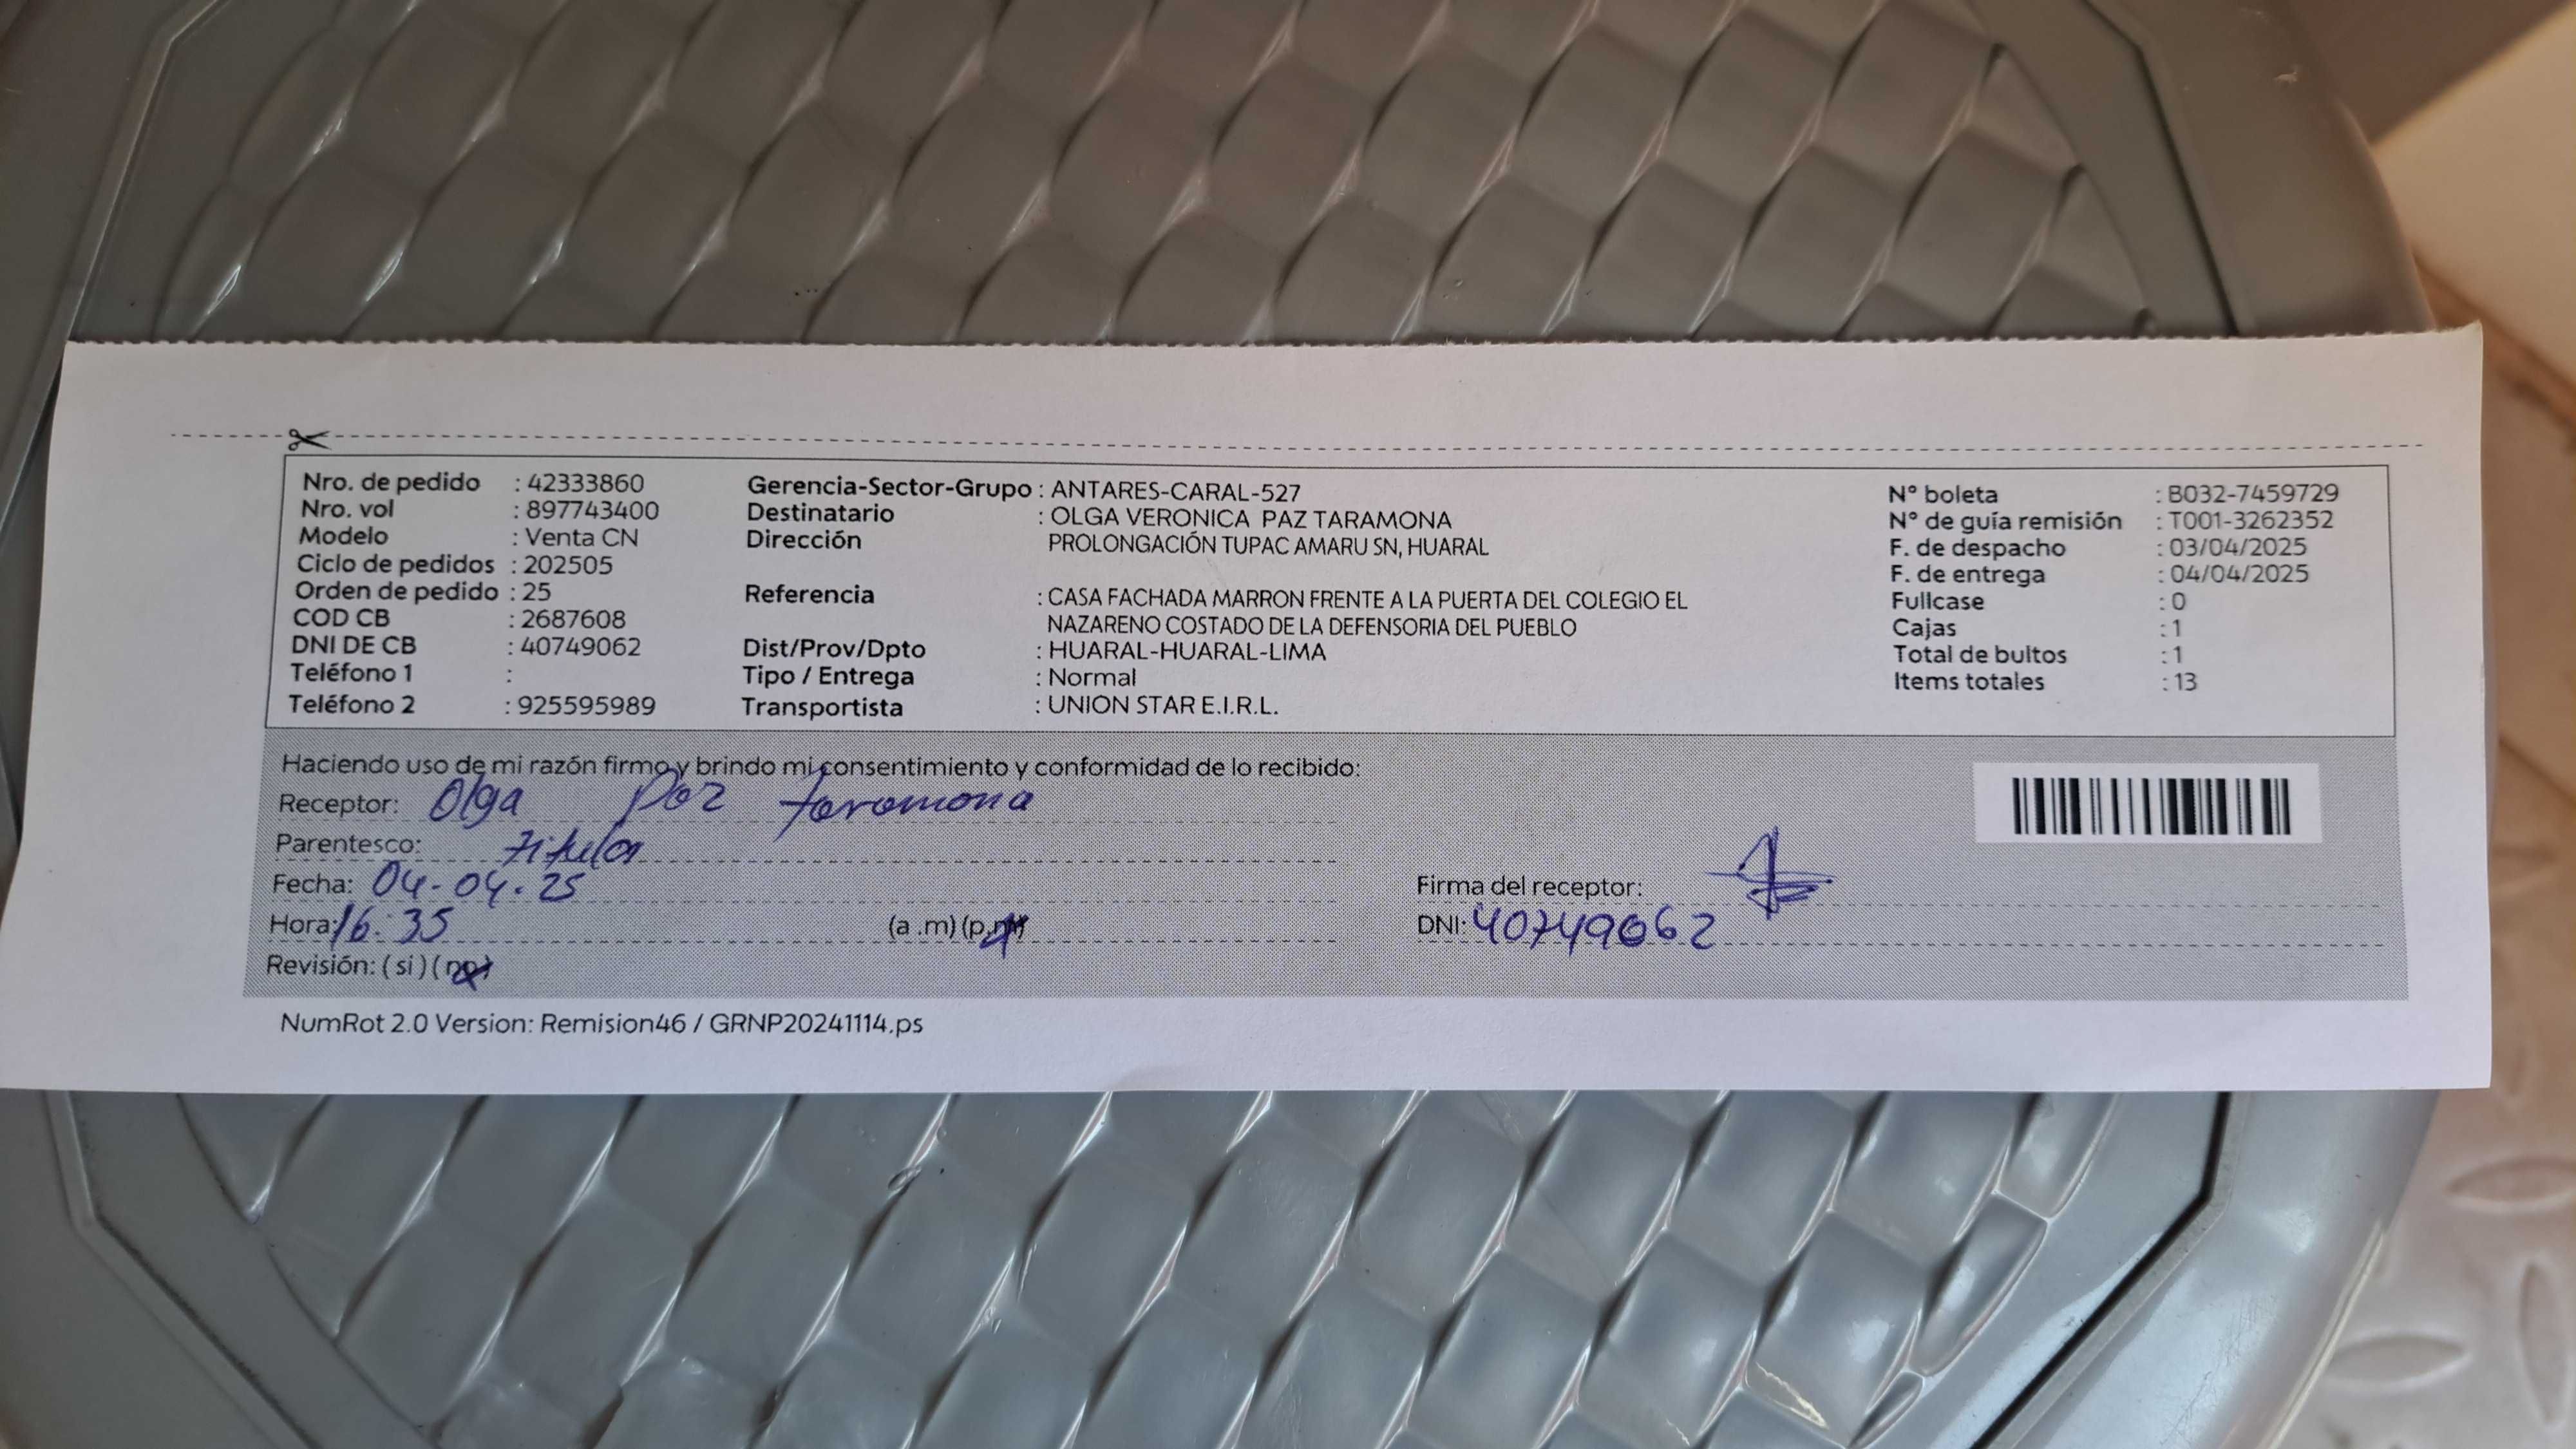 Nro. de pedido : 42333860
Nro. vol : 897743400
Modelo : Venta CN
Ciclo de pedidos : 202505
Orden de pedido : 25
COD CB : 2687608
DNI DE CB : 40749062
Teléfono 1 :
Teléfono 2 : 925595989
Gerencia-Sector-Grupo : ANTARES-CARAL-527
Destinatario : OLGA VERONICA PAZ TARAMONA
Dirección PROLONGACIÓN TUPAC AMARU SN, HUARAL
Referencia : CASA FACHADA MARRON FRENTE A LA PUERTA DEL COLEGIO EL
NAZARENO COSTADO DE LA DEFENSORIA DEL PUEBLO
Dist/Prov/Dpto : HUARAL-HUARAL-LIMA
Tipo / Entrega : Normal
Transportista : UNION STAR E.I.R.L.
N° boleta : B032-7459729
N° de guía remisión : T001-3262352
F. de despacho : 03/04/2025
F. de entrega : 04/04/2025
Fullcase : 0
Cajas : 1
Total de bultos : 1
Items totales : 13
Haciendo uso de mi razón firmo y brindo mi consentimiento y conformidad de lo recibido:
Receptor: Olga Paz taramona
Parentesco: titular
Fecha: 04-04-25
Hora: 16:35 (a .m) (p.m)
Revisión: ( si ) ( no )
Firma del receptor:
DNI: 40749062
NumRot 2.0 Version: Remision46 / GRNP20241114.ps